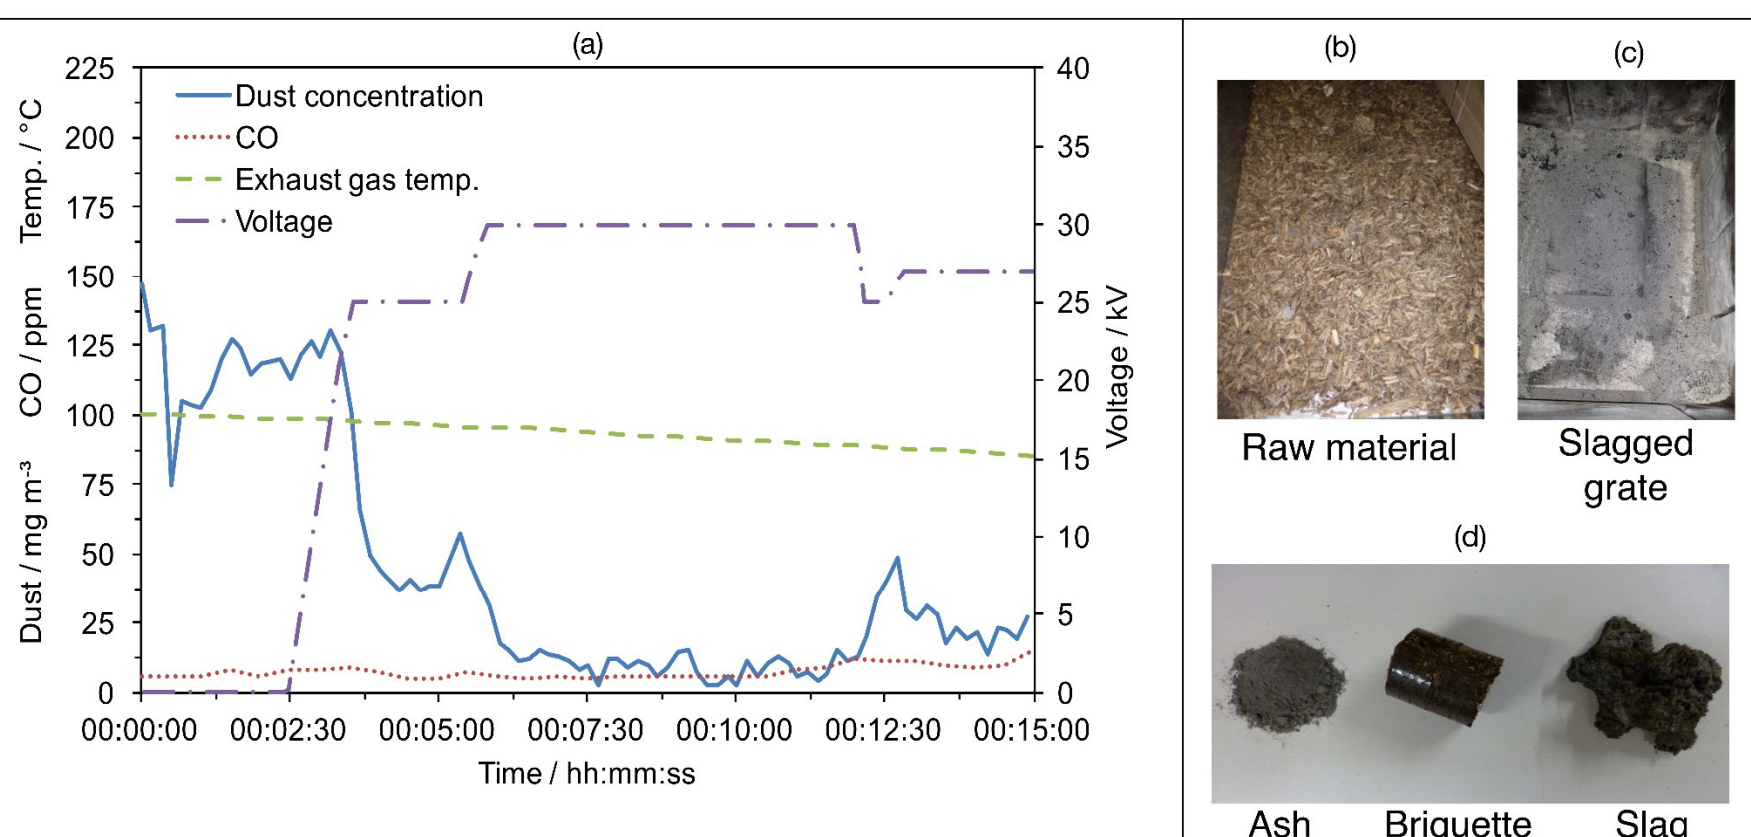 (a)
225
200
175
150
125
100
75
50
25
0
Dust / mg m⁻³ CO / ppm Temp. / °C
Dust concentration
CO
Exhaust gas temp.
Voltage
40
35
30
25
20
15
10
5
0
Voltage / kV
00:00:00 00:02:30 00:05:00 00:07:30 00:10:00 00:12:30 00:15:00
Time / hh:mm:ss
(b)
Raw material
(c)
Slagged
grate
(d)
Ash Briquette Slag